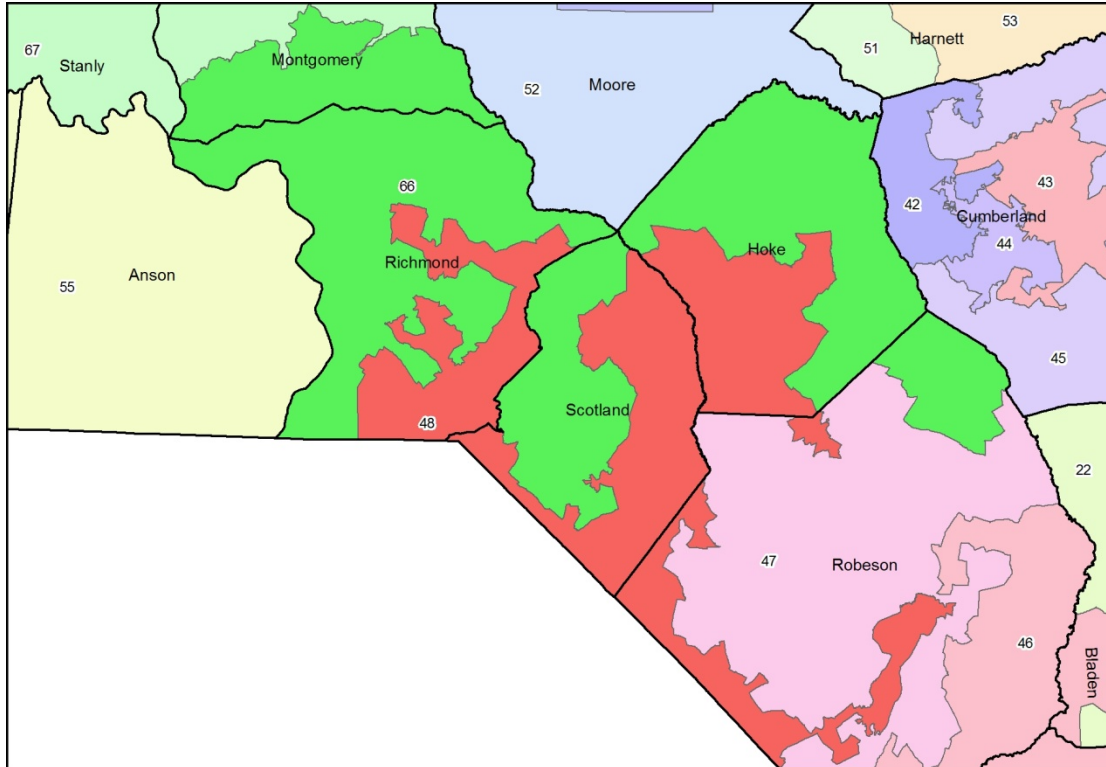 53
67
51
Harnett
Stanly
Montgomery
52
Moore
43
66
42
Cumberland
44
Hoke
Richmond
Anson
55
45
Scotland
48
22
47
Robeson
46
Bladen